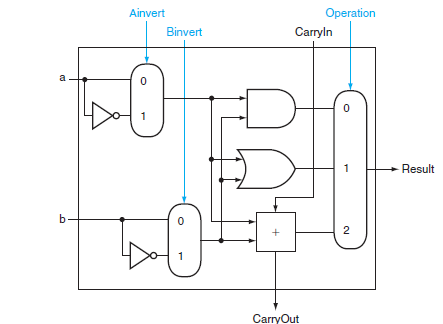 Ainvert
Operation
Binvert
CarryIn
a
0
1
0
1
Result
b
0
1
+
2
CarryOut